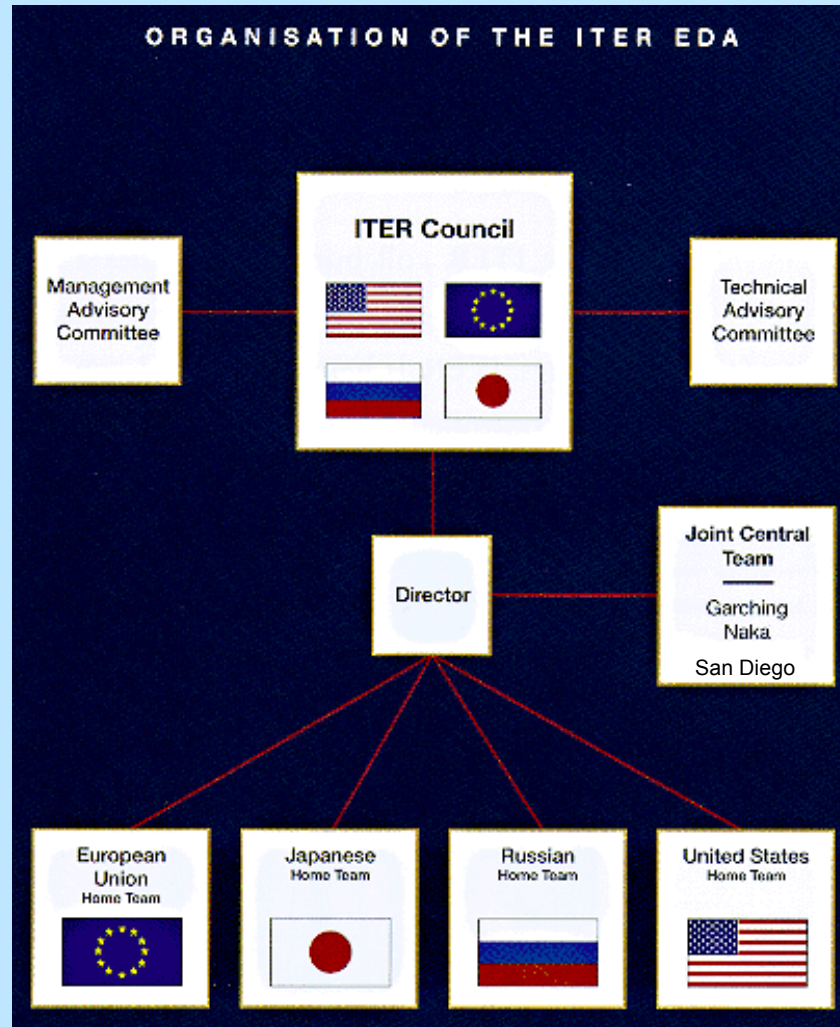 ORGANISATION OF THE ITER EDA
ITER Council
Management
Advisory
Committee
Technical
Advisory
Committee
Director
Joint Central
Team
Garching
Naka
San Diego
European
Union
Home Team
Japanese
Home Team
Russian
Home Team
United States
Home Team